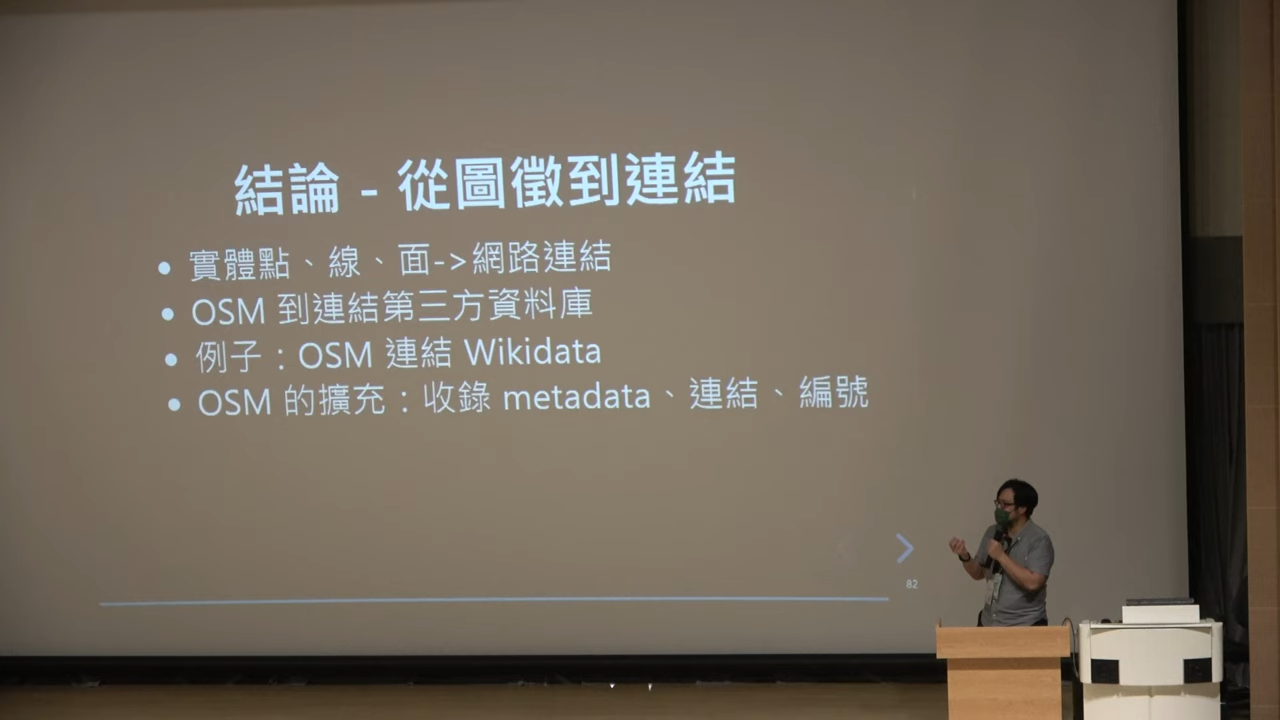 結論 - 從圖徵到連結
• 實體點、線、面->網路連結
• OSM 到連結第三方資料庫
• 例子：OSM 連結 Wikidata
• OSM 的擴充：收錄 metadata、連結、編號
82